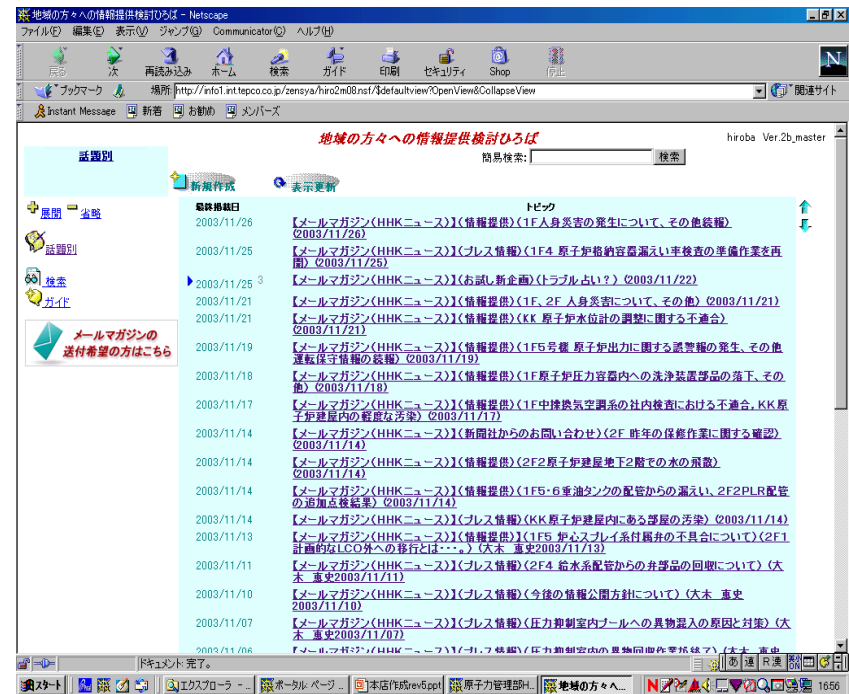 地域の方々への情報提供検討ひろば - Netscape
ファイル(F) 編集(E) 表示(V) ジャンプ(G) Communicator(C) ヘルプ(H)
戻る 次 再読み込み ホーム 検索 ガイド 印刷 セキュリティ Shop 停止
ブックマーク 場所: http://info1.int.tepco.co.jp/zensya/hiro2m08.nsf/$defaultview?OpenView&CollapseView 関連サイト
Instant Message 新着 お勧め メンバーズ
地域の方々への情報提供検討ひろば hiroba Ver.2b_master
話題別
簡易検索: 検索
新規作成 表示更新
展開 省略
話題別
検索
ガイド
メールマガジンの
送付希望の方はこちら
最終掲載日 トピック
2003/11/26 【メールマガジン(HHKニュース)】(情報提供)(1F人身災害の発生について、その他続報)
(2003/11/26)
2003/11/25 【メールマガジン(HHKニュース)】(プレス情報)(1F4 原子炉格納容器漏えい率検査の準備作業を再
開) (2003/11/25)
2003/11/25 3 【メールマガジン(HHKニュース)】(お試し新企画)(トラブル占い?) (2003/11/22)
2003/11/21 【メールマガジン(HHKニュース)】(情報提供)(1F、2F 人身災害について、その他) (2003/11/21)
2003/11/21 【メールマガジン(HHKニュース)】(情報提供)(KK 原子炉水位計の調整に関する不適合)
(2003/11/21)
2003/11/19 【メールマガジン(HHKニュース)】(情報提供)(1F5号機 原子炉出力に関する誤警報の発生、その他
運転保守情報の続報) (2003/11/19)
2003/11/18 【メールマガジン(HHKニュース)】(情報提供)(1F原子炉圧力容器内への洗浄装置部品の落下、その
他) (2003/11/18)
2003/11/17 【メールマガジン(HHKニュース)】(情報提供)(1F中操換気空調系の社内検査における不適合，KK原
子炉建屋内の軽度な汚染) (2003/11/17)
2003/11/14 【メールマガジン(HHKニュース)】(新聞社からのお問い合わせ)(2F 昨年の保修作業に関する確認)
(2003/11/14)
2003/11/14 【メールマガジン(HHKニュース)】(情報提供)(2F2原子炉建屋地下2階での水の飛散)
(2003/11/14)
2003/11/14 【メールマガジン(HHKニュース)】(情報提供)(1F5・6重油タンクの配管からの漏えい、2F2PLR配管
の追加点検結果) (2003/11/14)
2003/11/14 【メールマガジン(HHKニュース)】(プレス情報)(KK原子炉建屋内にある部屋の汚染) (2003/11/14)
2003/11/13 【メールマガジン(HHKニュース)】(情報提供)】(1F5 炉心スプレイ系付属弁の不具合について)(2F1
計画的なLCO外への移行とは・・・。) (大木 恵史2003/11/13)
2003/11/11 【メールマガジン(HHKニュース)】(プレス情報)(2F4 給水系配管からの弁部品の回収について) (大
木 恵史2003/11/11)
2003/11/10 【メールマガジン(HHKニュース)】(プレス情報)(今後の情報公開方針について) (大木 恵史
2003/11/10)
2003/11/07 【メールマガジン(HHKニュース)】(プレス情報)(圧力抑制室プールへの異物混入の原因と対策) (大
木 恵史2003/11/07)
2003/11/06 【メールマガジン(HHKニュース)】(プレス情報)(圧力抑制室内の異物回収作業が終了) (大木 恵史
ドキュメント: 完了。
あ 連 R漢
スタート エクスプローラ - .. ポータル ページ .. 本店作成rev5.ppt 原子力管理部H.. 地域の方々へ... 1656